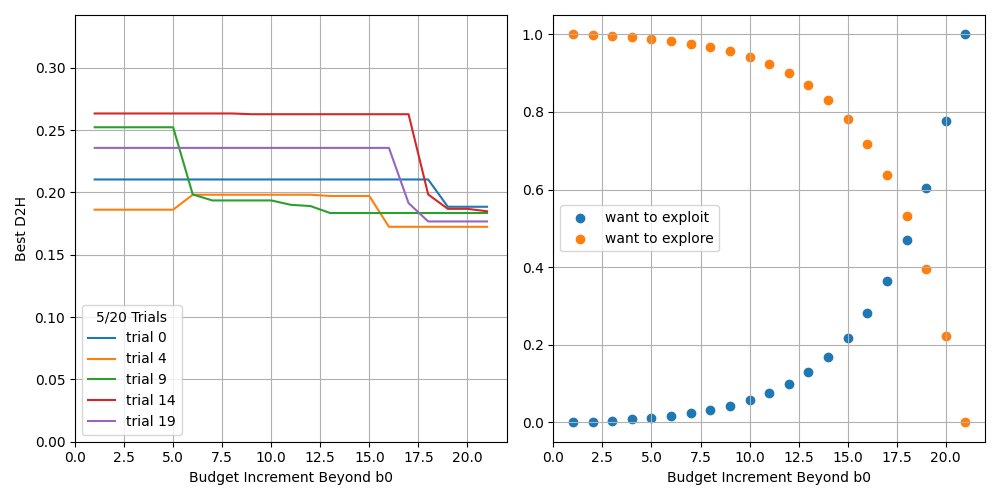 0.30
0.25
0.20
0.15
0.10
0.05
0.00
Best D2H
5/20 Trials
trial 0
trial 4
trial 9
trial 14
trial 19
0.0 2.5 5.0 7.5 10.0 12.5 15.0 17.5 20.0
Budget Increment Beyond b0
1.0
0.8
0.6
0.4
0.2
0.0
want to exploit
want to explore
0.0 2.5 5.0 7.5 10.0 12.5 15.0 17.5 20.0
Budget Increment Beyond b0